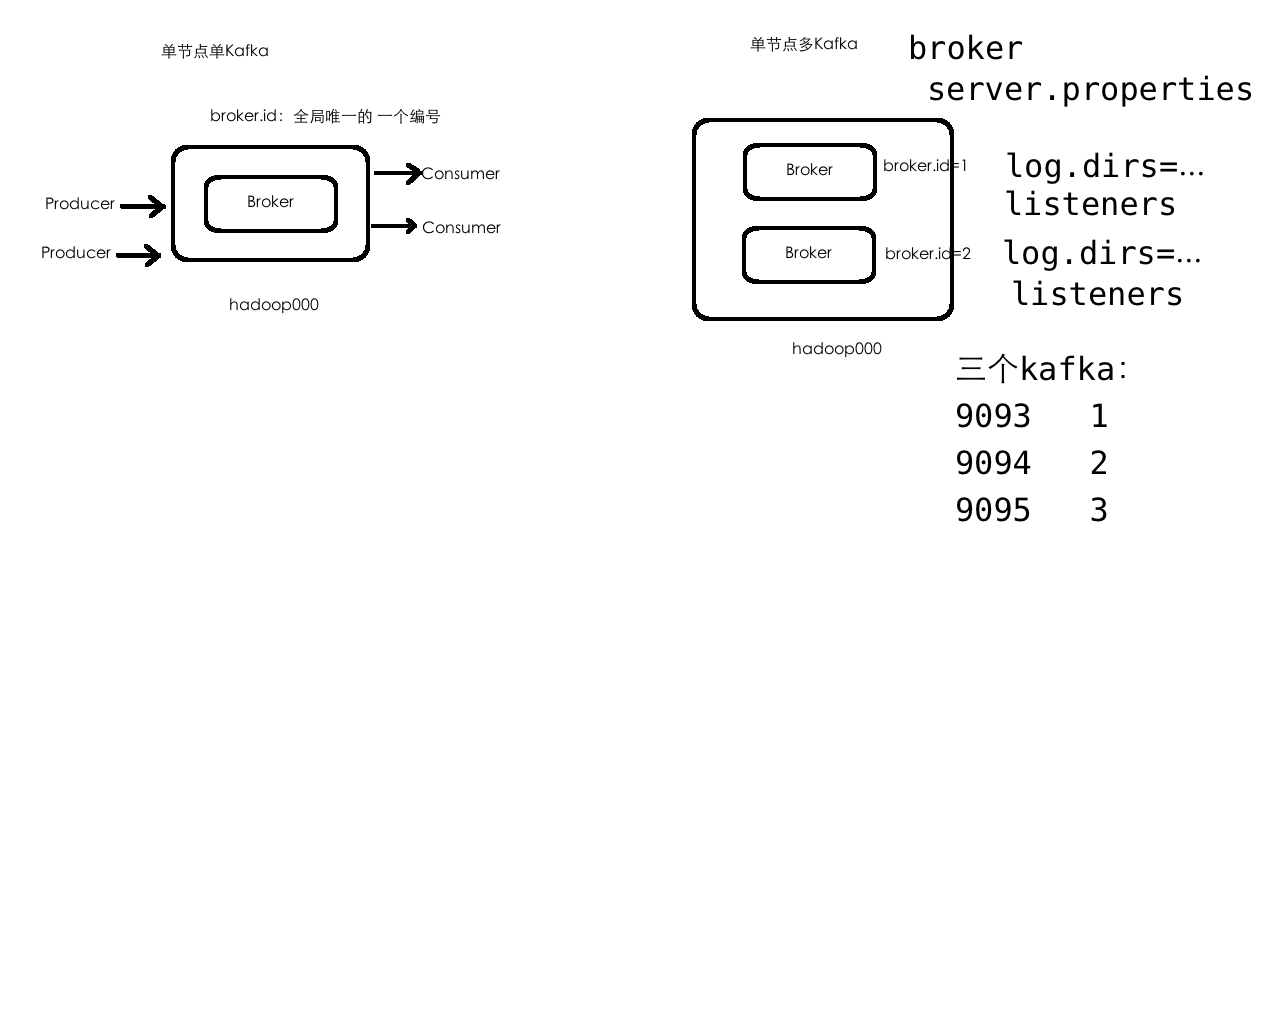 单节点单Kafka
broker.id：全局唯一的 一个编号
Broker
Producer
Producer
Consumer
Consumer
hadoop000
单节点多Kafka
broker
server.properties
Broker
broker.id=1
log.dirs=...
listeners
Broker
broker.id=2
log.dirs=...
listeners
hadoop000
三个kafka：
9093 1
9094 2
9095 3